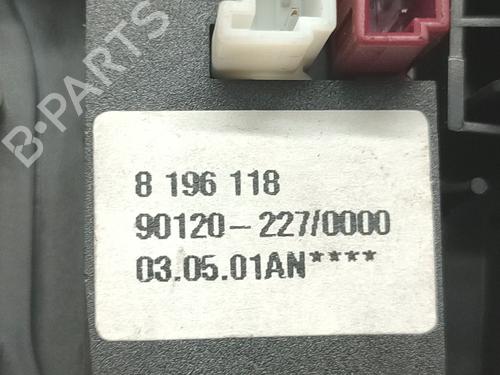 B-PARTS
8 196 118
90120-227/0000
03.05.01AN****